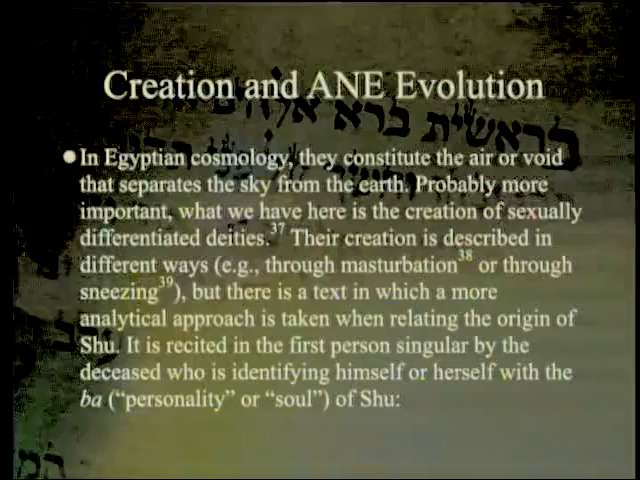 Creation and ANE Evolution
בראשית ברא אלהים
• In Egyptian cosmology, they constitute the air or void
that separates the sky from the earth. Probably more
important, what we have here is the creation of sexually
differentiated deities.37 Their creation is described in
different ways (e.g., through masturbation38 or through
sneezing39), but there is a text in which a more
analytical approach is taken when relating the origin of
Shu. It is recited in the first person singular by the
deceased who is identifying himself or herself with the
ba (“personality” or “soul”) of Shu: